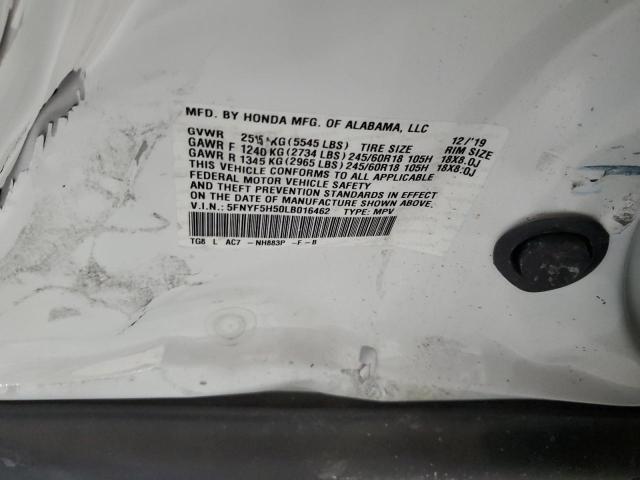 MFD. BY HONDA MFG. OF ALABAMA, LLC
GVWR 2515 KG (5545 LBS) TIRE SIZE 12/'19 RIM SIZE
GAWR F 1240 KG (2734 LBS) 245/60R18 105H 18X8.0J
GAWR R 1345 KG (2965 LBS) 245/60R18 105H 18X8.0J
THIS VEHICLE CONFORMS TO ALL APPLICABLE
FEDERAL MOTOR VEHICLE SAFETY
AND THEFT PREVENTION STANDARDS IN EFFECT
ON THE DATE OF MANUFACTURE SHOWN ABOVE.
V.I.N.: 5FNYF5H50LB016462 TYPE: MPV
TG8 L AC7 -NH883P -F -B